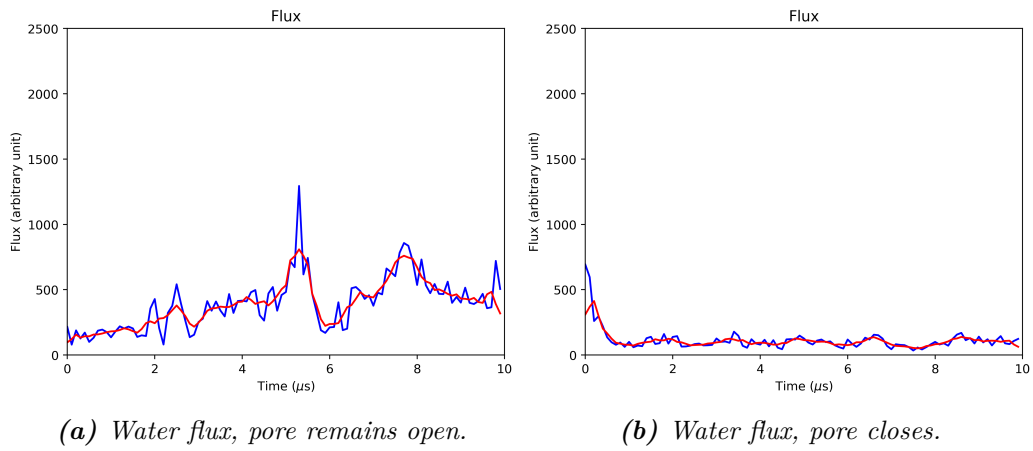 Flux
2500
2000
1500
1000
500
0
Flux (arbitrary unit)
0 2 4 6 8 10
Time (μs)
(a) Water flux, pore remains open.
Flux
2500
2000
1500
1000
500
0
Flux (arbitrary unit)
0 2 4 6 8 10
Time (μs)
(b) Water flux, pore closes.